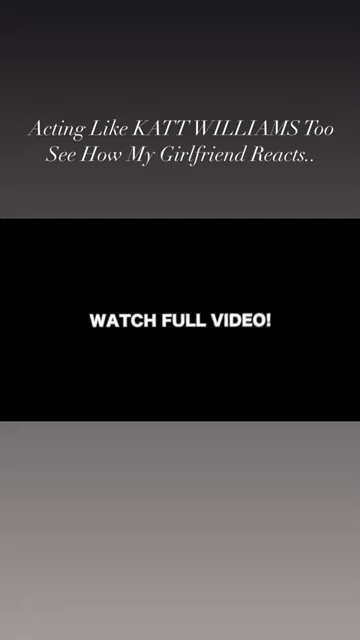 Acting Like KATT WILLIAMS Too
See How My Girlfriend Reacts..
WATCH FULL VIDEO!